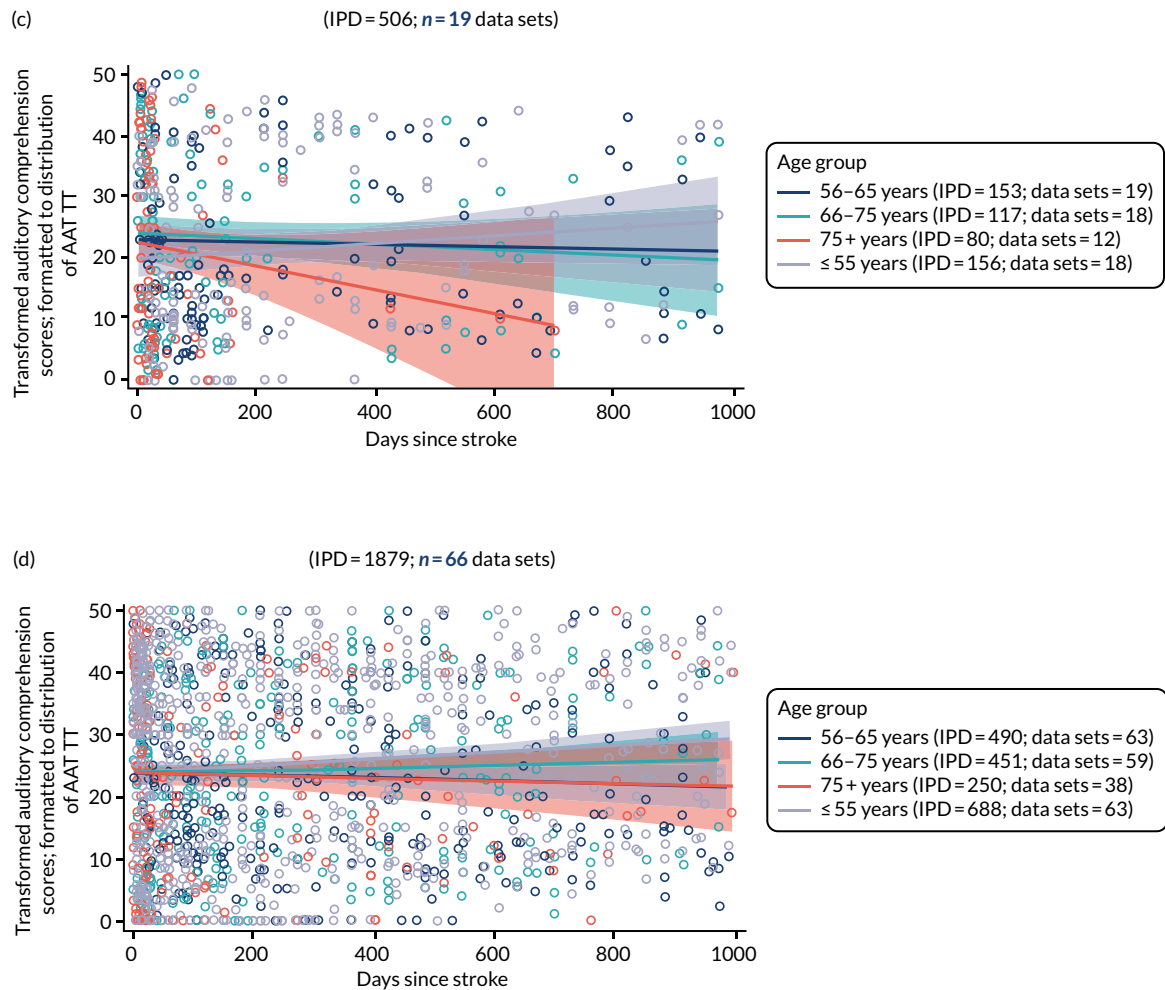 (c)
(IPD = 506; n = 19 data sets)
Transformed auditory comprehension
scores; formatted to distribution
of AAT TT
50
40
30
20
10
0
0 200 400 600 800 1000
Days since stroke
Age group
56–65 years (IPD = 153; data sets = 19)
66–75 years (IPD = 117; data sets = 18)
75+ years (IPD = 80; data sets = 12)
≤ 55 years (IPD = 156; data sets = 18)
(d)
(IPD = 1879; n = 66 data sets)
Transformed auditory comprehension
scores; formatted to distribution
of AAT TT
50
40
30
20
10
0
0 200 400 600 800 1000
Days since stroke
Age group
56–65 years (IPD = 490; data sets = 63)
66–75 years (IPD = 451; data sets = 59)
75 + years (IPD = 250; data sets = 38)
≤ 55 years (IPD = 688; data sets = 63)